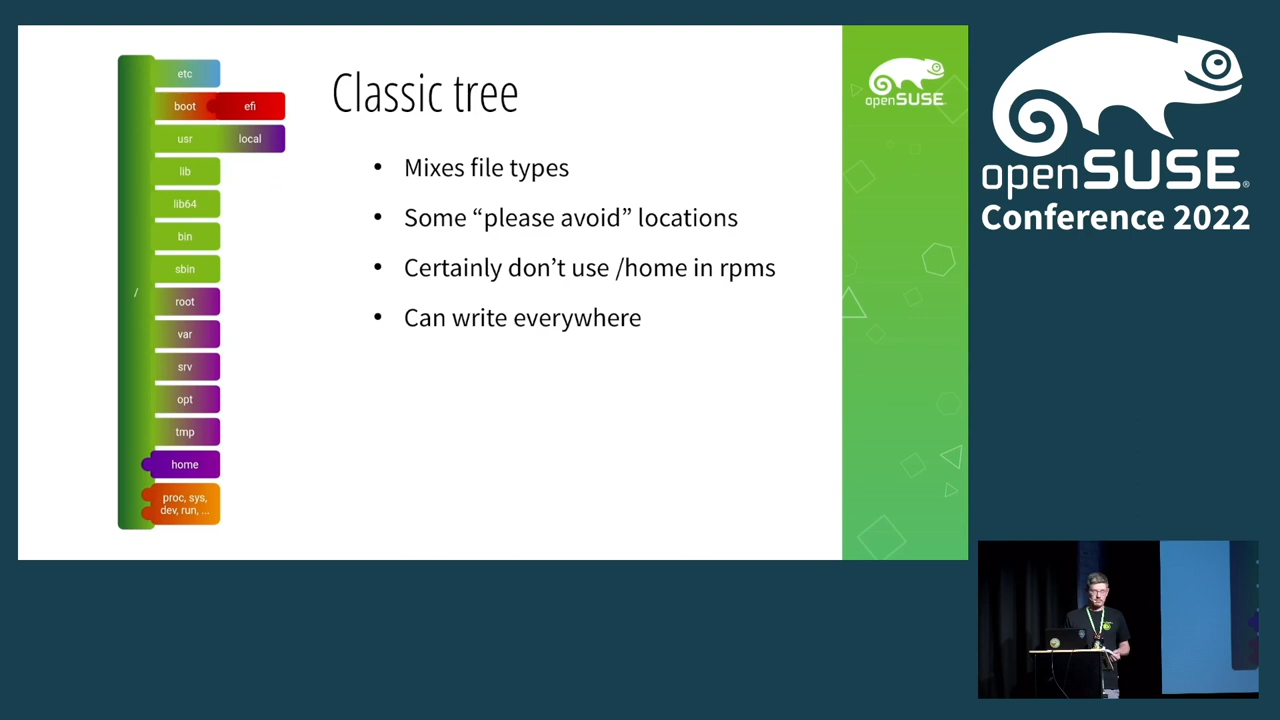 etc
boot efi
usr local
lib
lib64
bin
sbin
/
root
var
srv
opt
tmp
home
proc, sys,
dev, run, ...
Classic tree
• Mixes file types
• Some “please avoid” locations
• Certainly don’t use /home in rpms
• Can write everywhere
openSUSE
openSUSE®
Conference 2022